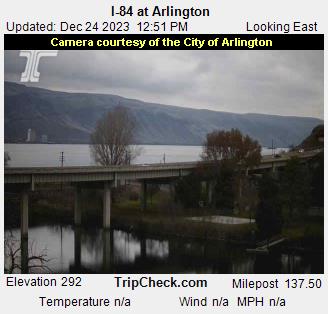 I-84 at Arlington
Updated: Dec 24 2023 12:51 PM Looking East
Camera courtesy of the City of Arlington
Elevation 292 TripCheck.com Milepost 137.50
Temperature n/a Wind n/a MPH n/a